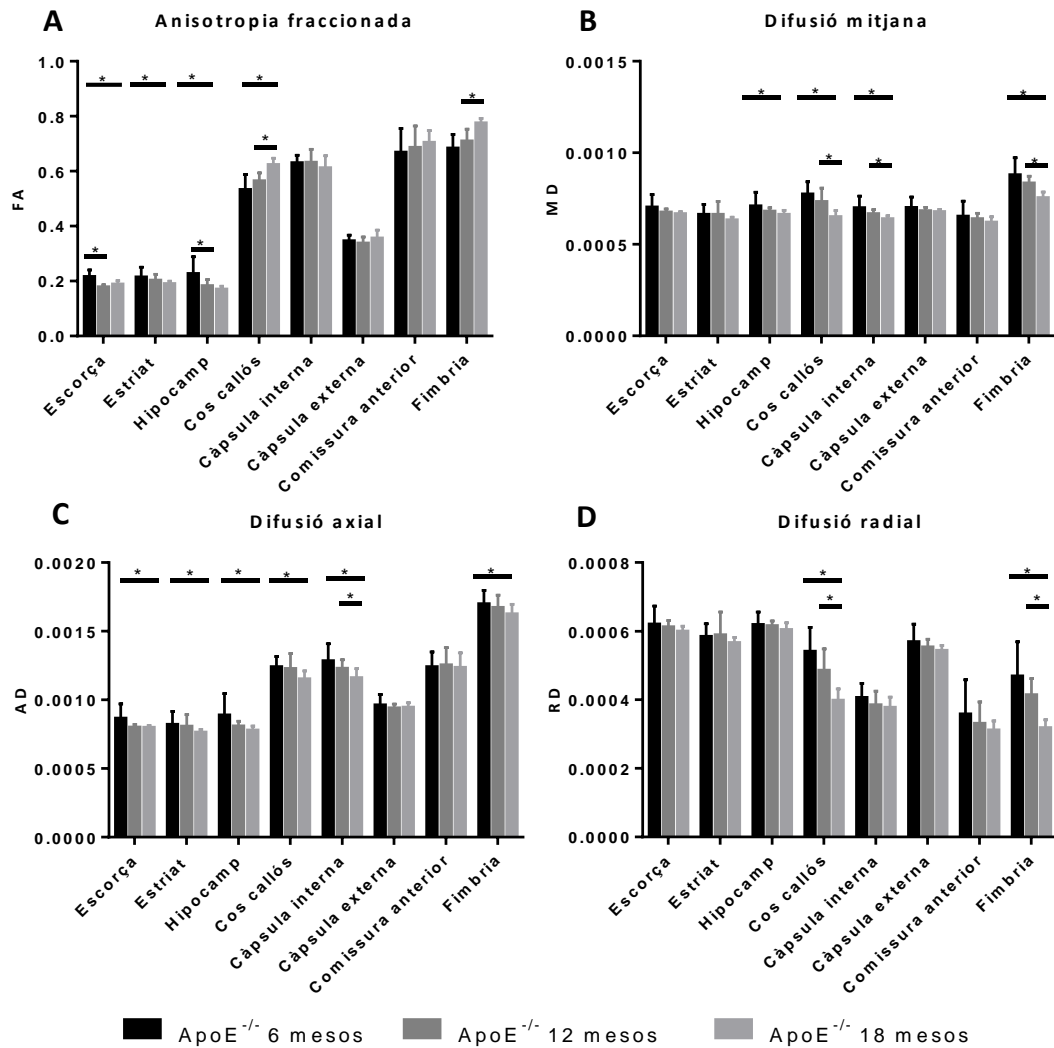 A
Anisotropia fraccionada
1.0
0.8
0.6
0.4
0.2
0.0
FA
* * * *
*
*
* *
Escorça
Estriat
Hipocamp
Cos callós
Càpsula interna
Càpsula externa
Comissura anterior
Fimbria
B
Difusió mitjana
0.0015
0.0010
0.0005
0.0000
MD
* * * *
* * *
Escorça
Estriat
Hipocamp
Cos callós
Càpsula interna
Càpsula externa
Comissura anterior
Fimbria
C
Difusió axial
0.0020
0.0015
0.0010
0.0005
0.0000
AD
* * * * * *
*
Escorça
Estriat
Hipocamp
Cos callós
Càpsula interna
Càpsula externa
Comissura anterior
Fimbria
D
Difusió radial
0.0008
0.0006
0.0004
0.0002
0.0000
RD
* *
* *
Escorça
Estriat
Hipocamp
Cos callós
Càpsula interna
Càpsula externa
Comissura anterior
Fimbria
ApoE-/- 6 mesos
ApoE-/- 12 mesos
ApoE-/- 18 mesos